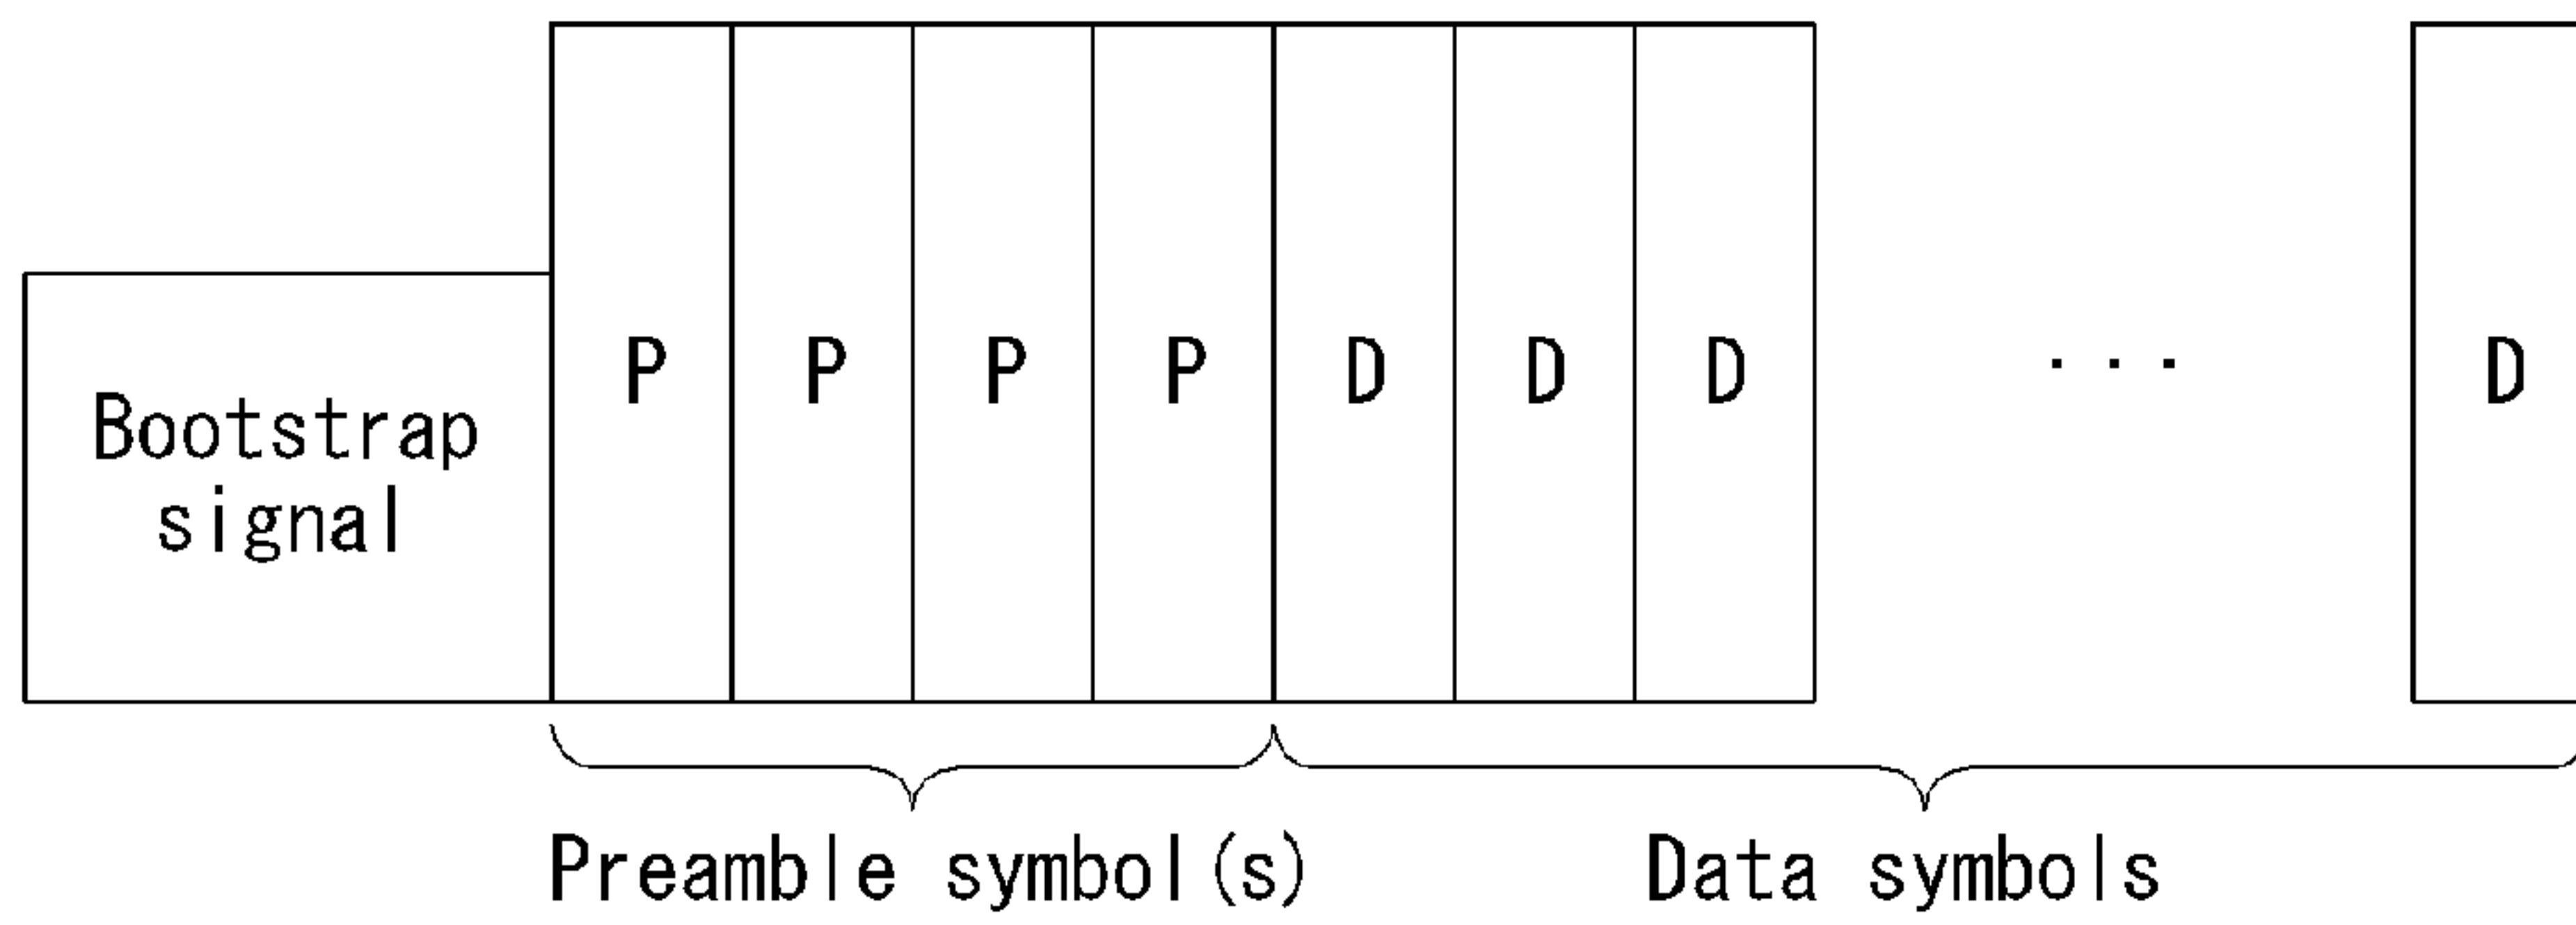 P P P P D D D ... D
Bootstrap
signal
Preamble symbol(s) Data symbols